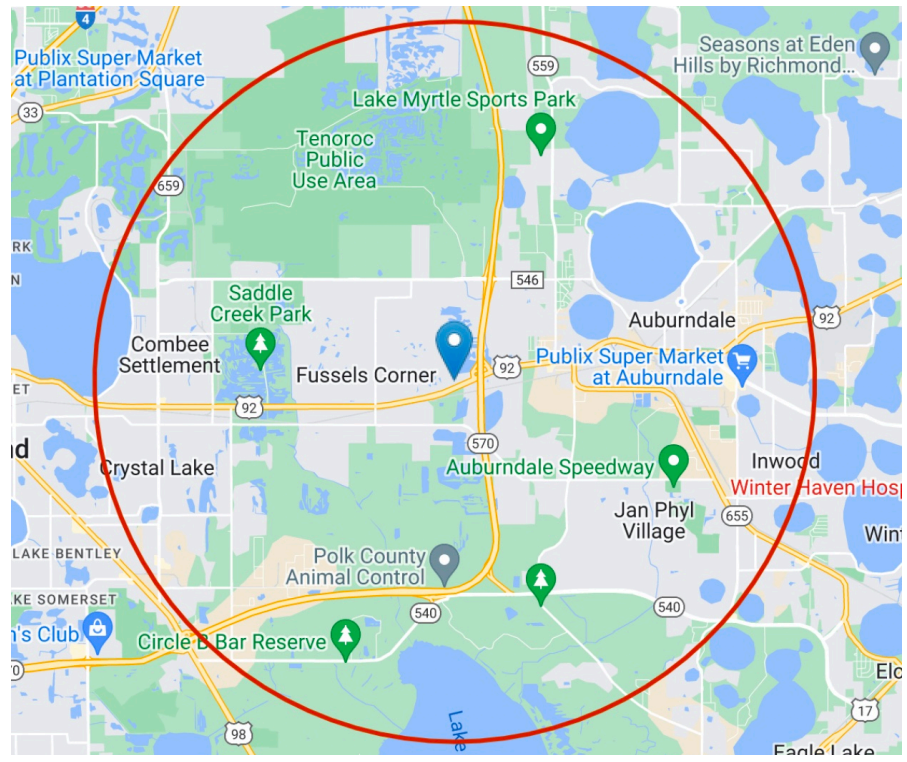 4
Publix Super Market
at Plantation Square
33
559
Seasons at Eden
Hills by Richmond...
Lake Myrtle Sports Park
Tenoroc
Public
Use Area
659
RK
N
546
Saddle
Creek Park
Combee
Settlement
Auburndale
92
Fussels Corner
92
Publix Super Market
at Auburndale
ET
92
d
570
Crystal Lake
Auburndale Speedway
Inwood
Winter Haven Hosp
Jan Phyl
Village
655
Wint
LAKE BENTLEY
Polk County
Animal Control
KE SOMERSET
540
540
n's Club
Circle B Bar Reserve
70
Elo
17
98
Lake
Eagle Lake